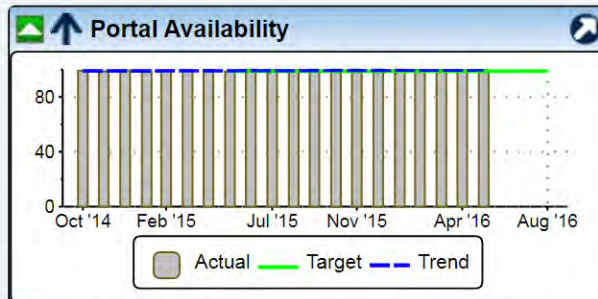 Portal Availability
80
40
0
Oct '14 Feb '15 Jul '15 Nov '15 Apr '16 Aug '16
Actual Target Trend